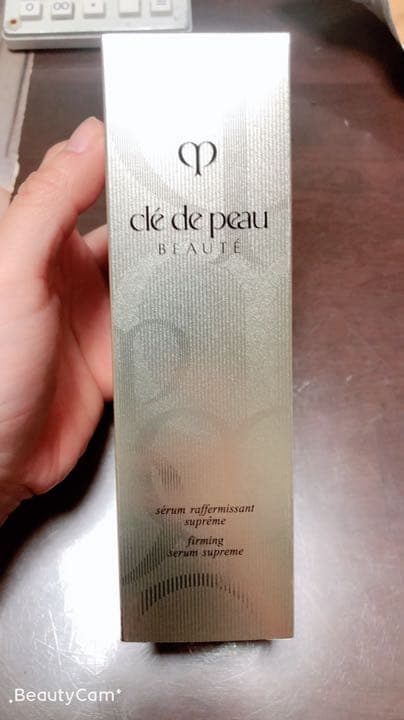 clé de peau
BEAUTÉ
sérum raffermissant
suprême
firming
serum supreme
.BeautyCam*